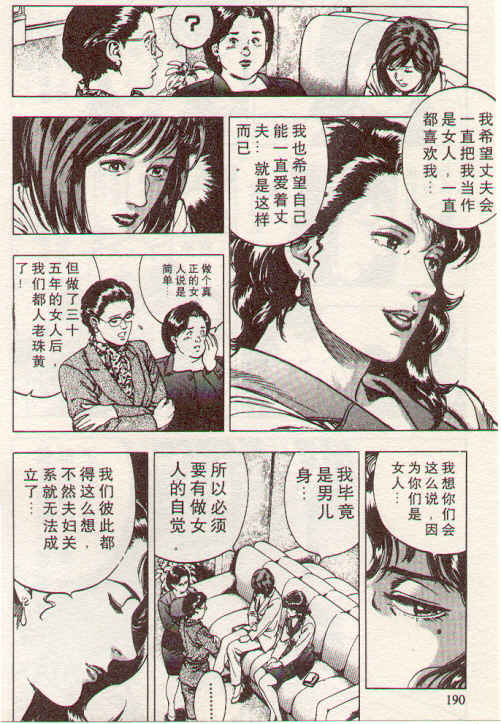 ？
我希望丈夫会
一直把我当作
是女人，一直
都喜欢我…
我也希望自己
能一直爱着丈
夫…就是这样
而已．
做个真
正的女
人说是
简单…
但做了三十
五年的女人后，
我们都人老珠黄
了！
我想你们会
这么说，因
为你们是
女人…
我毕竟
是男儿
身…
所以必须
要有做女
人的自觉
．
………
我们彼此都
得这么想，
不然夫妇关
系就无法成
立了…
190